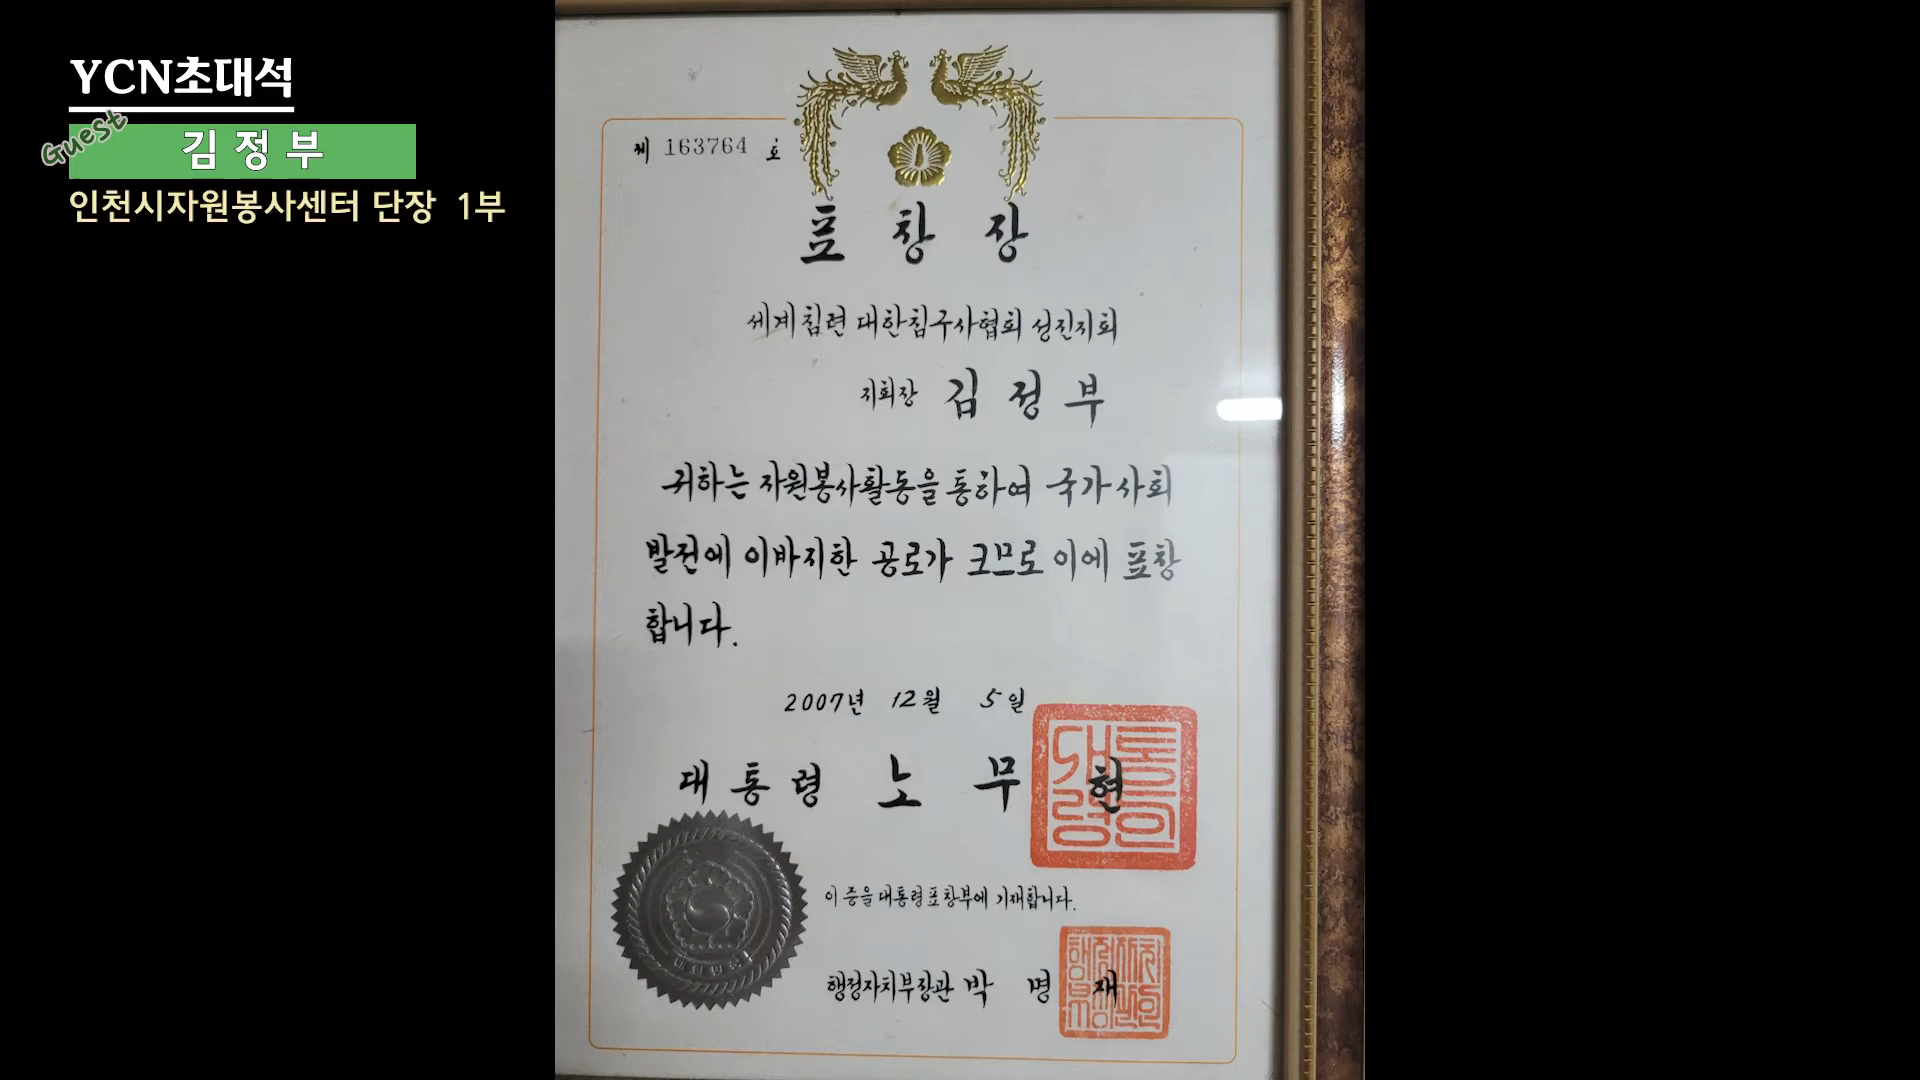 YCN초대석
Guest
김정부
인천시자원봉사센터 단장 1부
제 163764 호
표창장
세계침련 대한침구사협회 성진지회
지회장 김정부
귀하는 자원봉사활동을 통하여 국가사회
발전에 이바지한 공로가 크므로 이에 표창
합니다.
2007년 12월 5일
대통령 노무현
대통령의인
이 증을 대통령표창부에 기재합니다.
행정자치부장관 박명재
대한민국